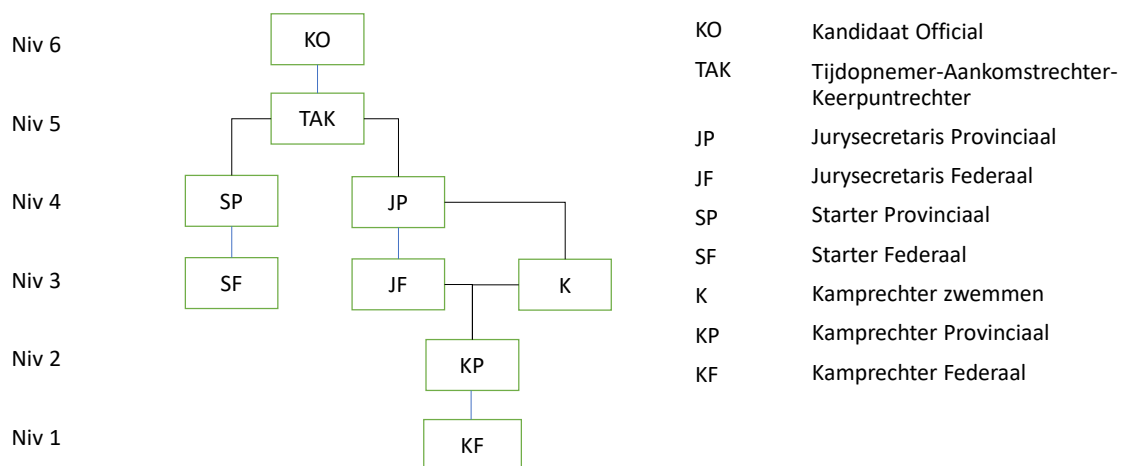 Niv 6
KO
Niv 5
TAK
Niv 4
SP
JP
Niv 3
SF
JF
K
Niv 2
KP
Niv 1
KF
KO Kandidaat Official
TAK Tijdopnemer-Aankomstrechter-
Keerpuntrechter
JP Jurysecretaris Provinciaal
JF Jurysecretaris Federaal
SP Starter Provinciaal
SF Starter Federaal
K Kamprechter zwemmen
KP Kamprechter Provinciaal
KF Kamprechter Federaal